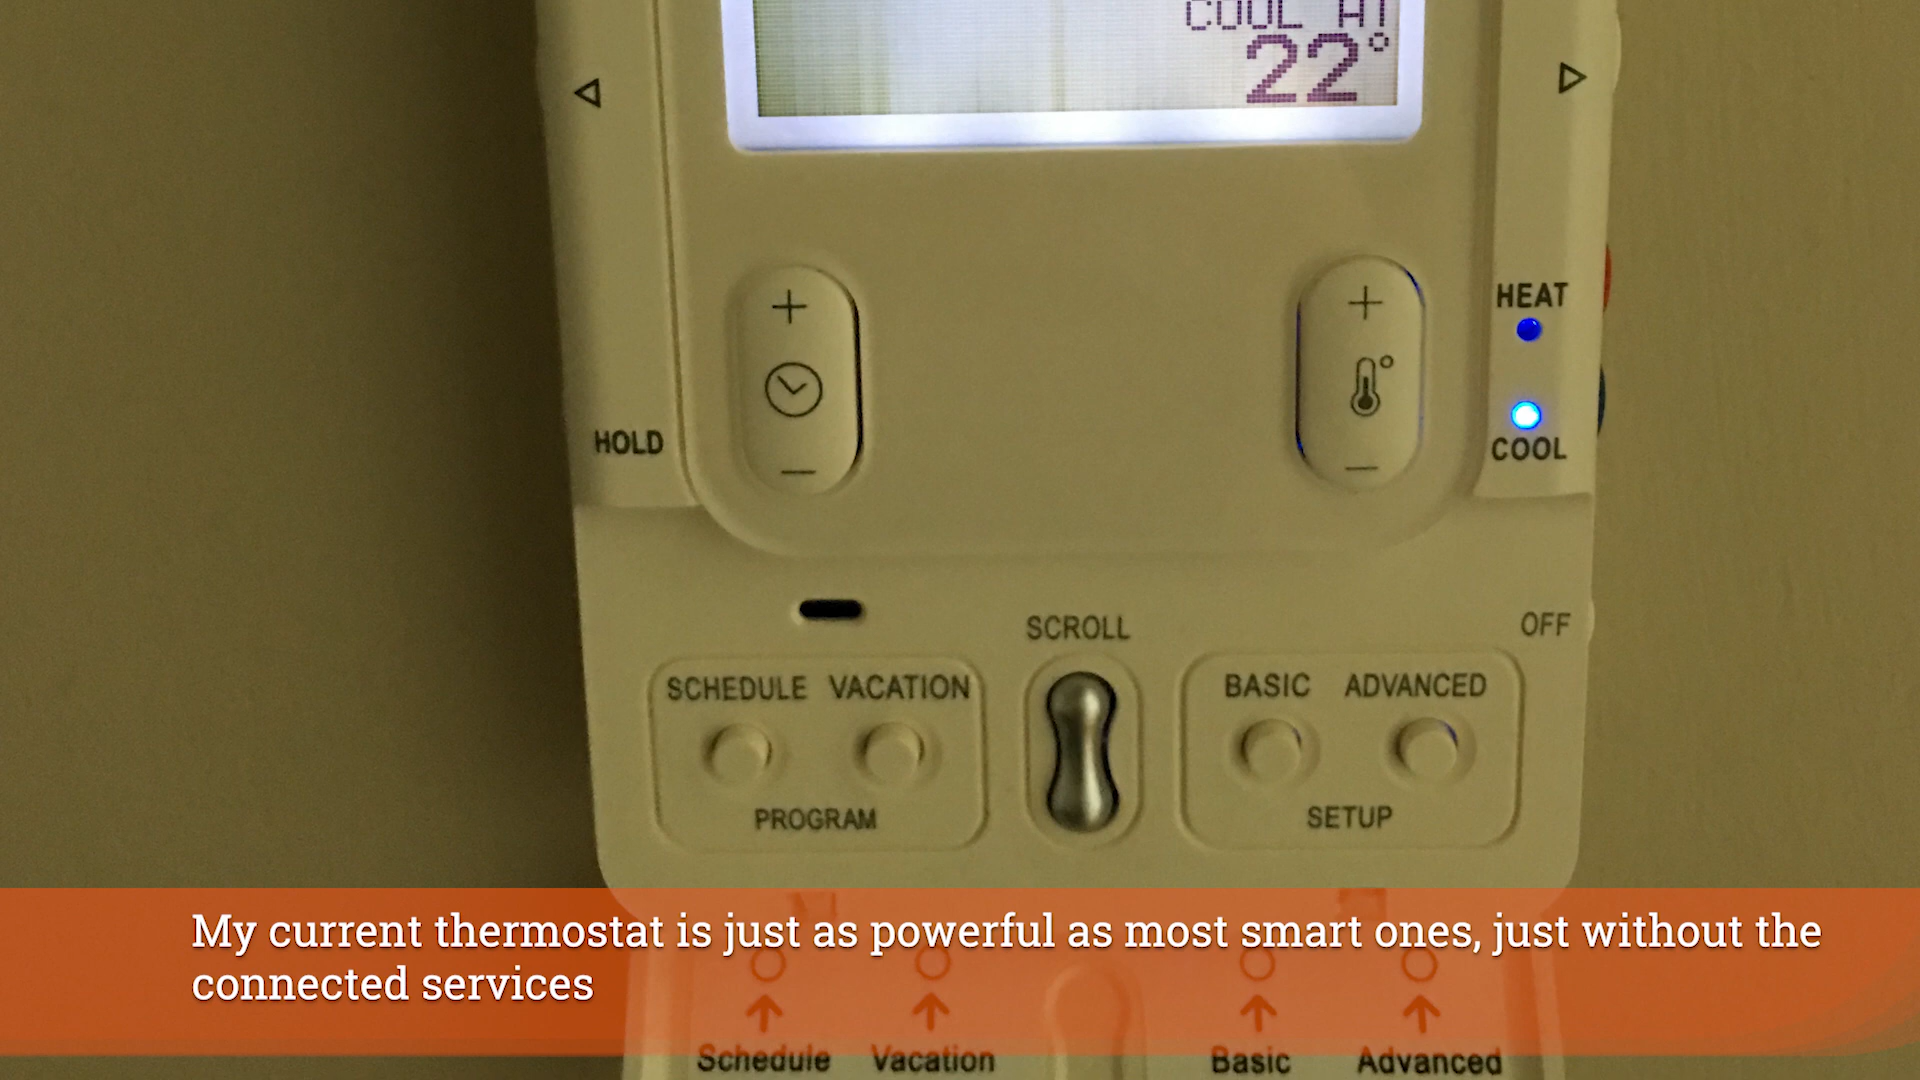 COOL AT
22°
HEAT
HOLD
COOL
SCROLL
OFF
SCHEDULE VACATION
BASIC ADVANCED
PROGRAM
SETUP
My current thermostat is just as powerful as most smart ones, just without the
connected services
Schedule Vacation Basic Advanced